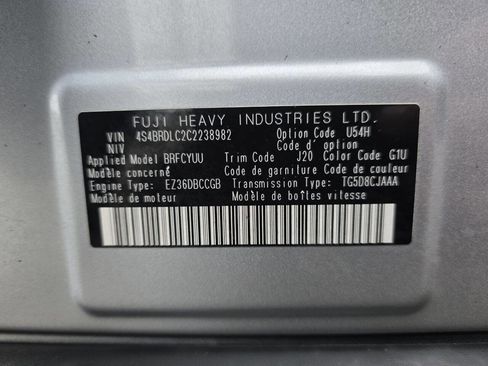 FUJI HEAVY INDUSTRIES LTD.
VIN 4S4BRDLC2C2238982 Option Code U54H
NIV Code d' option
Applied Model BRFCYUU Trim Code J20 Color Code G1U
Modèle concerné Code de garniture Code de couleur
Engine Type: EZ36DBCCGB Transmission Type: TG5D8CJAAA
Modèle de moteur Modèle de boîtes vitesse